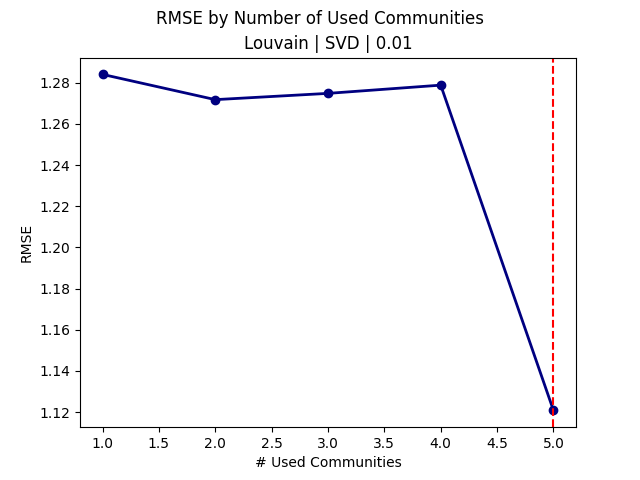 RMSE by Number of Used Communities
Louvain | SVD | 0.01
1.28
1.26
1.24
1.22
1.20
1.18
1.16
1.14
1.12
RMSE
1.0 1.5 2.0 2.5 3.0 3.5 4.0 4.5 5.0
# Used Communities